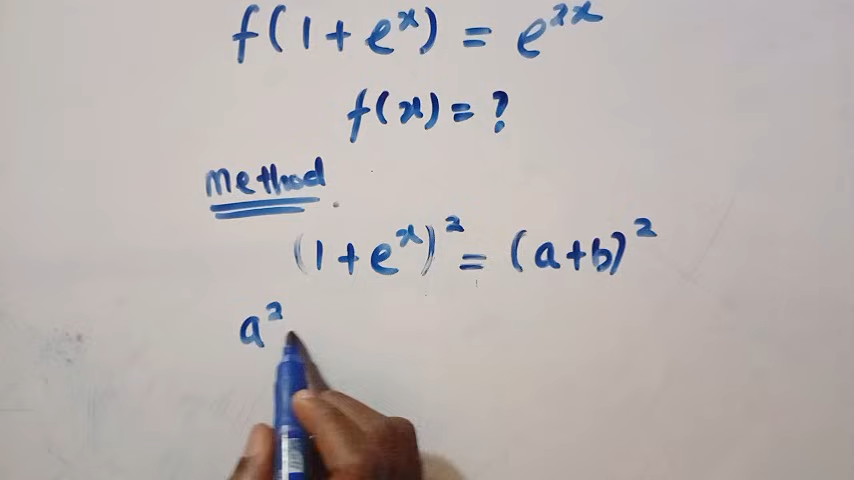 f(1+e^x) = e^2x
f(x) = ?
Method
(1+e^x)^2 = (a+b)^2
a^2